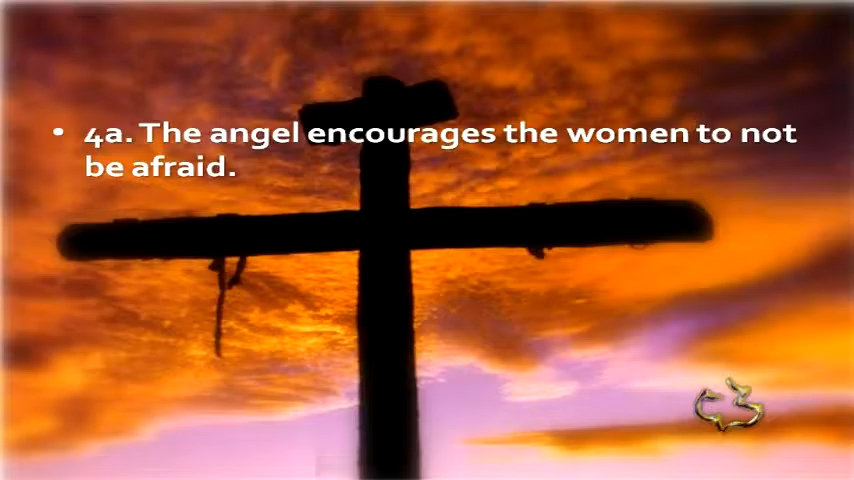 • 4a. The angel encourages the women to not
be afraid.